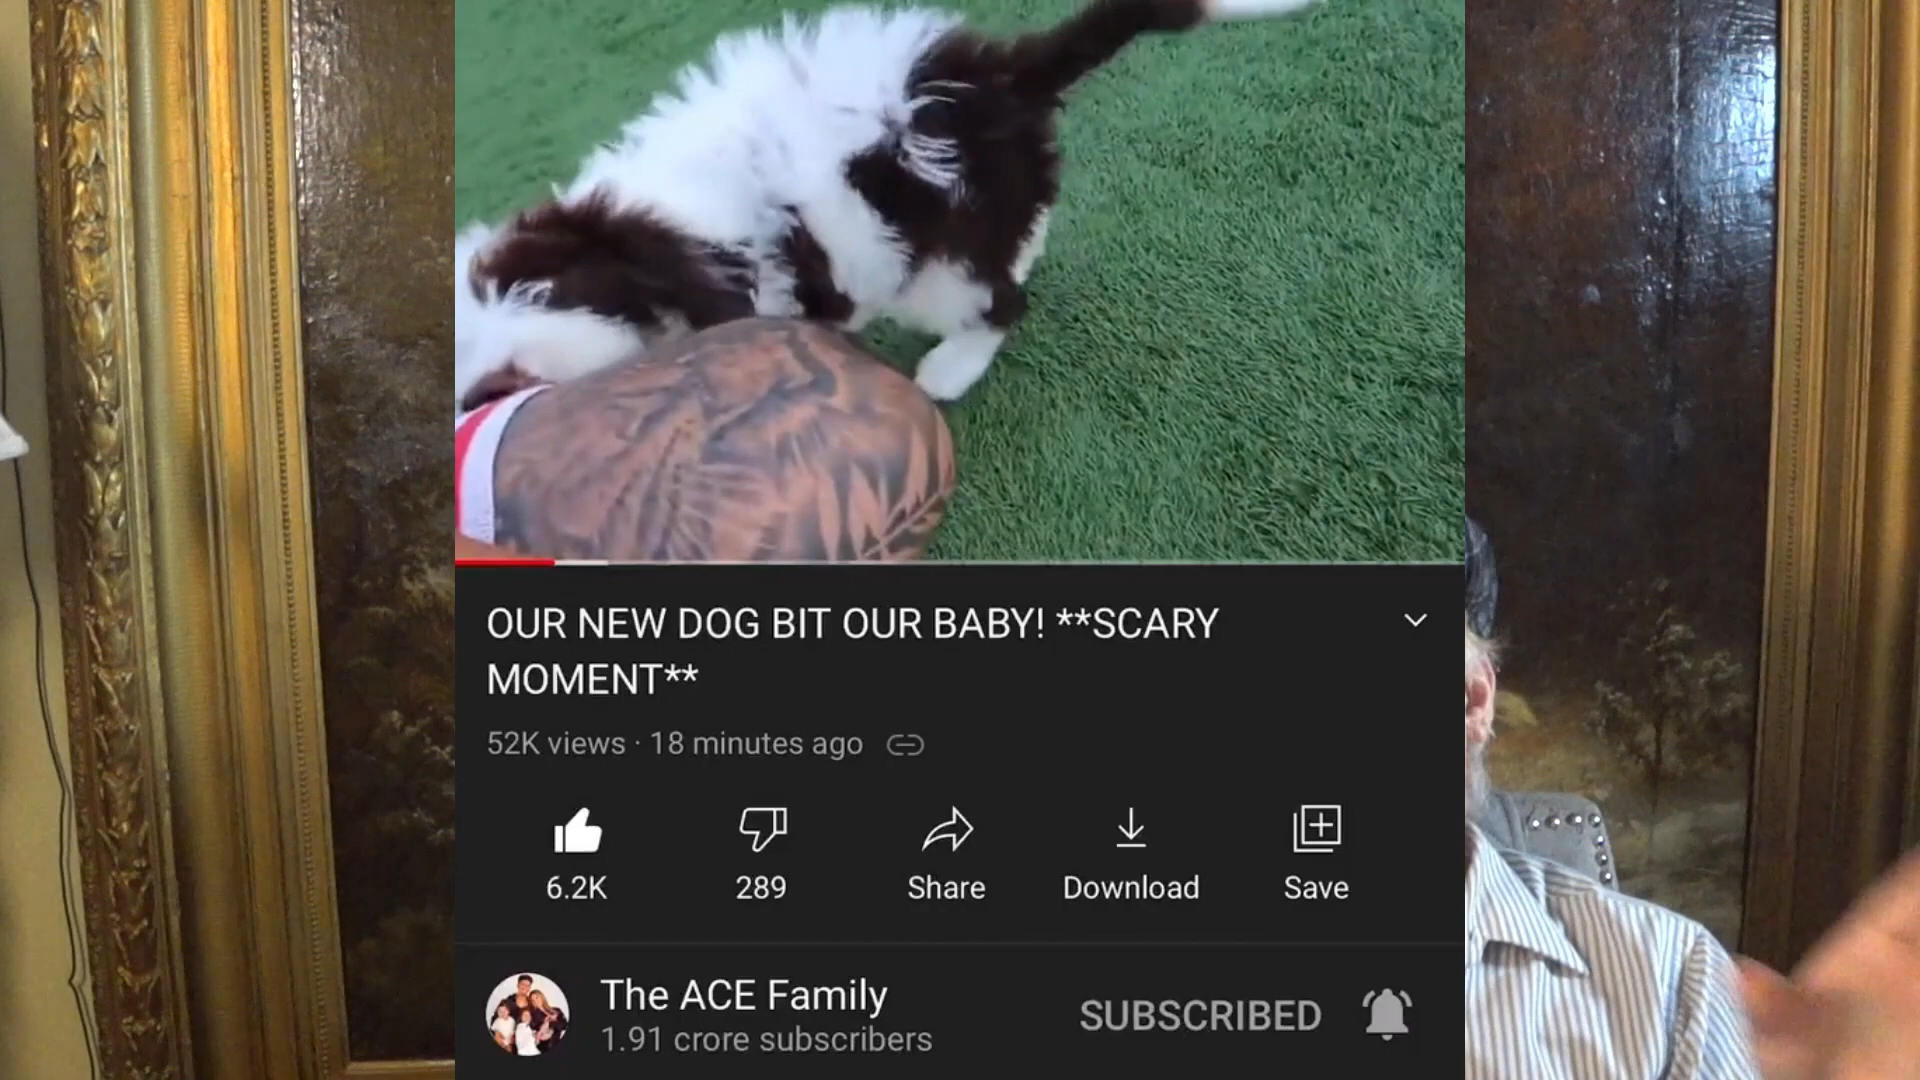 OUR NEW DOG BIT OUR BABY! **SCARY
MOMENT**
52K views · 18 minutes ago
6.2K
289
Share
Download
Save
The ACE Family
1.91 crore subscribers
SUBSCRIBED